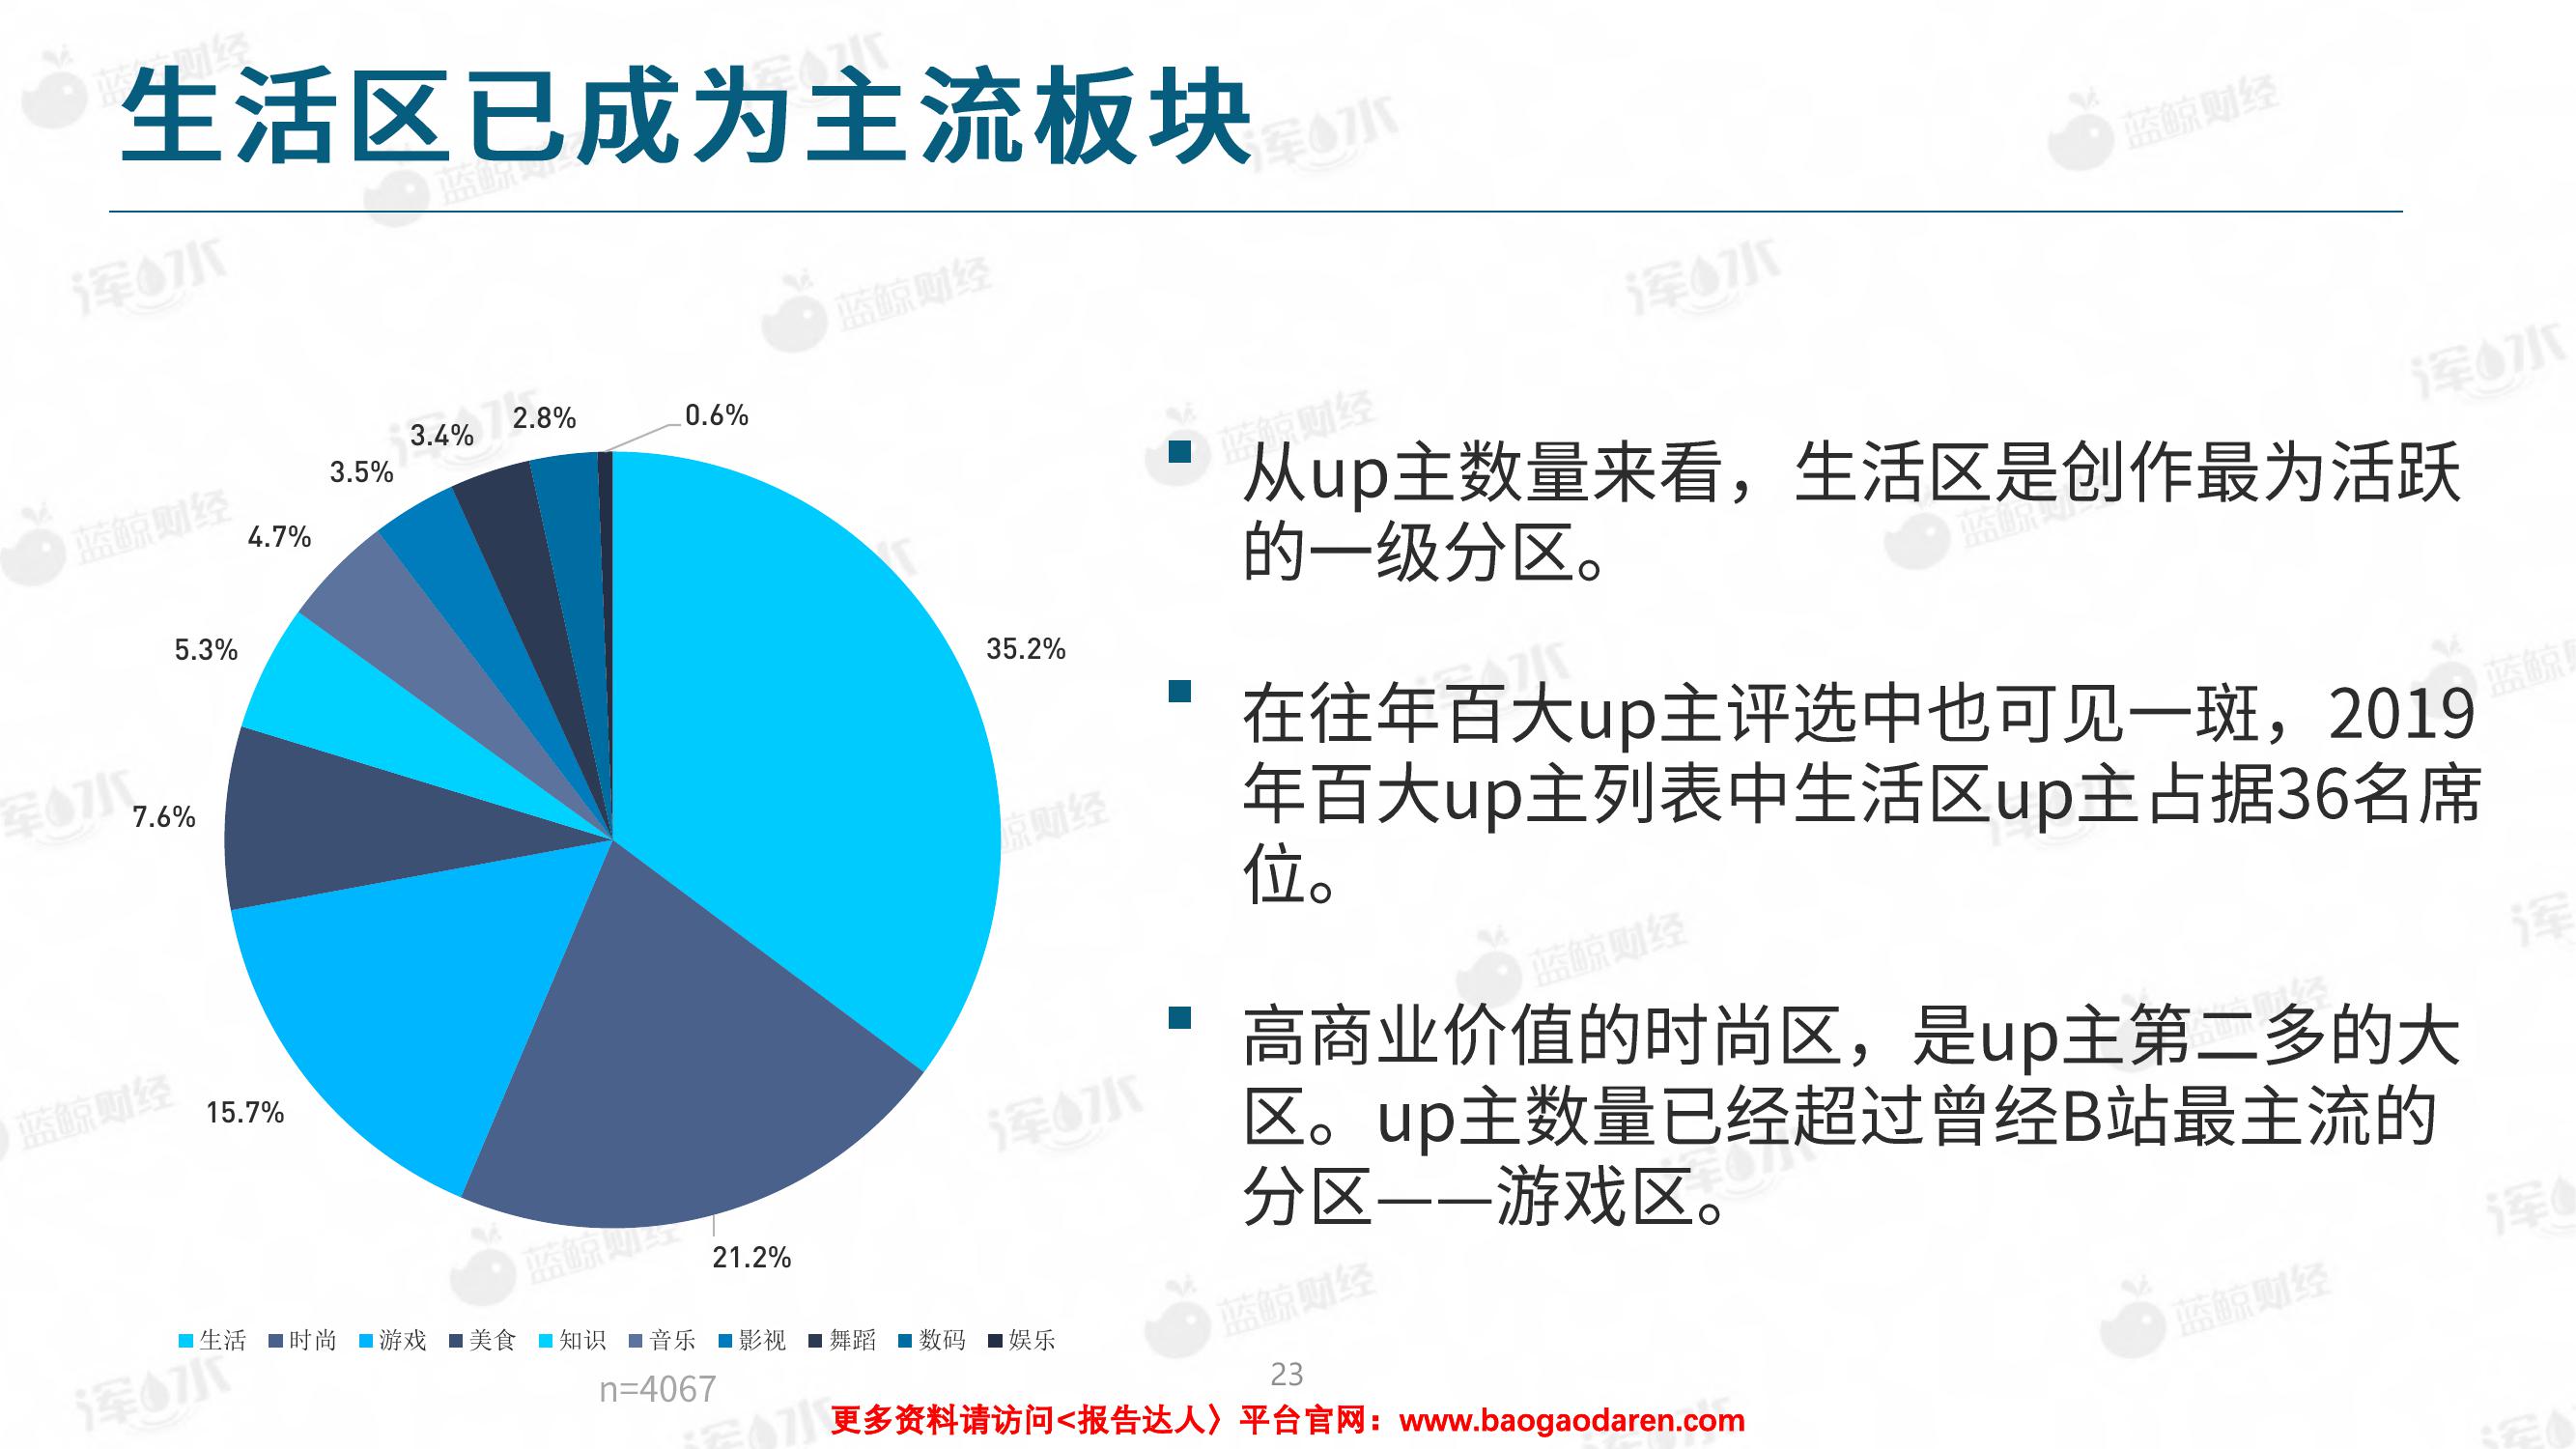 生活区已成为主流板块
0.6%
2.8%
3.4%
3.5%
4.7%
5.3%
35.2%
7.6%
15.7%
21.2%
生活 时尚 游戏 美食 知识 音乐 影视 舞蹈 数码 娱乐
n=4067
从up主数量来看，生活区是创作最为活跃
的一级分区。
在往年百大up主评选中也可见一斑，2019
年百大up主列表中生活区up主占据36名席
位。
高商业价值的时尚区，是up主第二多的大
区。up主数量已经超过曾经B站最主流的
分区——游戏区。
23
更多资料请访问<报告达人〉平台官网：www.baogaodaren.com
蓝鲸财经
浑水